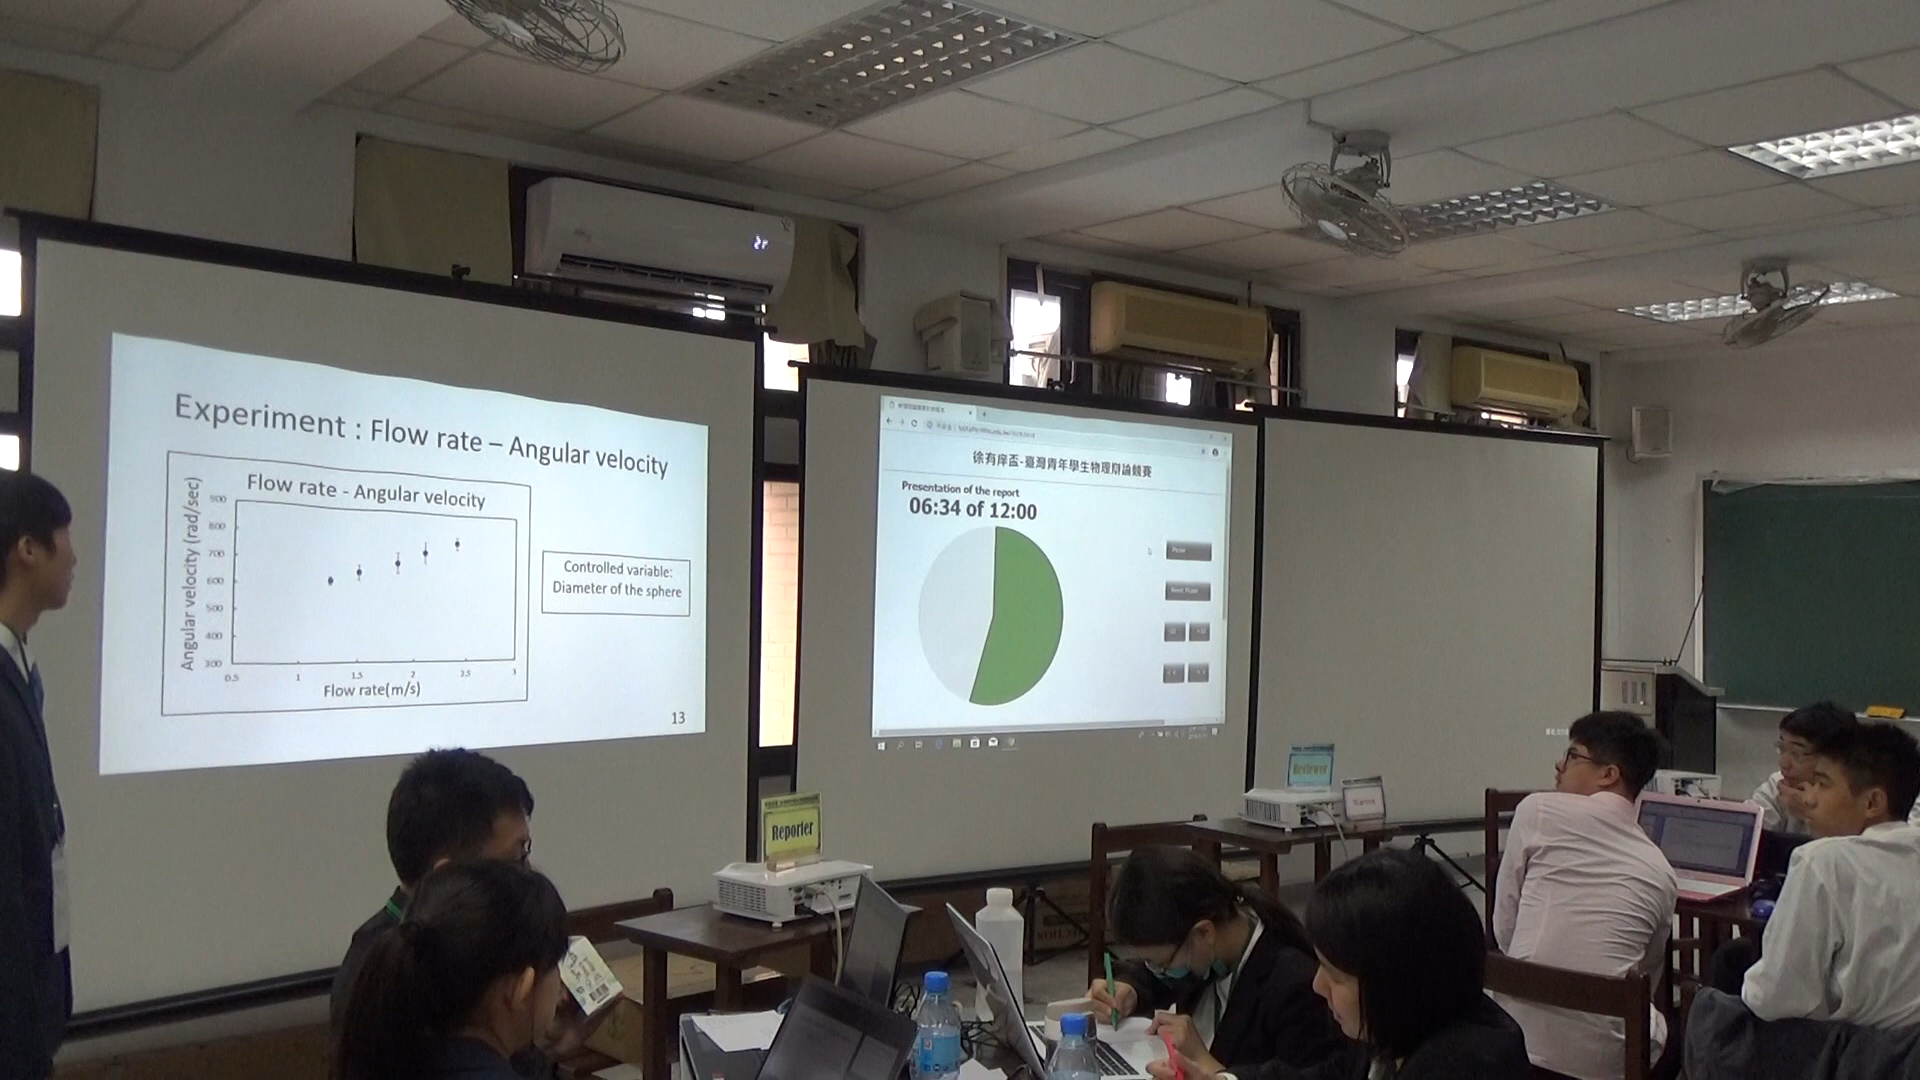 Experiment : Flow rate – Angular velocity
Flow rate - Angular velocity
Angular velocity (rad/sec)
900
800
700
600
500
400
300
0.5
1
1.5
2
2.5
3
Flow rate(m/s)
Controlled variable:
Diameter of the sphere
13
徐有庠盃-臺灣青年學生物理辯論競賽
Presentation of the report
06:34 of 12:00
Pause
Next Phase
Reporter
Reviewer